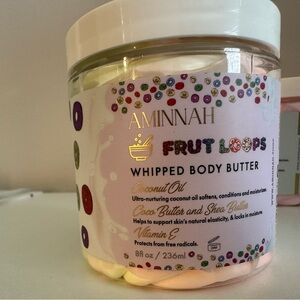 AMINNAH
FRUT LOOPS
WHIPPED BODY BUTTER
Coconut Oil
Ultra-nurturing coconut oil softens, conditions and moisturizes
Coco Butter and Shea Butter
Helps to support skin's natural elasticity, & locks in moisture
Vitamin E
Protects from free radicals.
8fl oz / 236ml